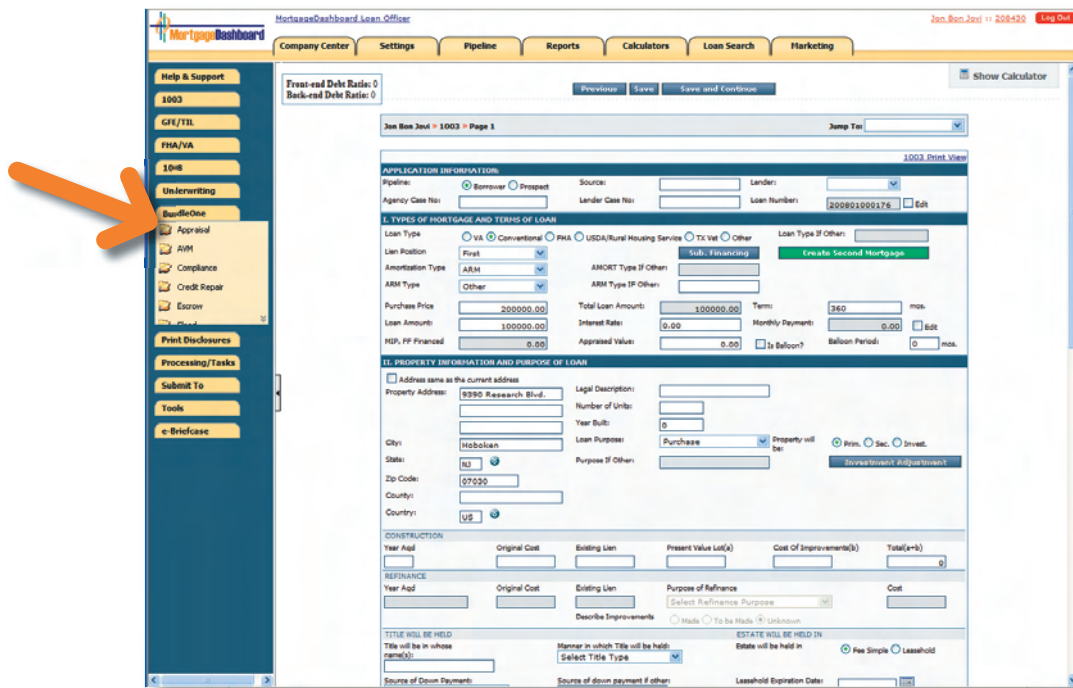 MortgageDashboard Loan Officer
Jon Bon Jovi :: 208430 Log Out
MortgageDashboard
Company Center Settings Pipeline Reports Calculators Loan Search Marketing
Help & Support
1003
GFE/TIL
FHA/VA
Underwriting
BundleOne
Appraisal
AVM
Compliance
Credit Repair
Escrow
Print Disclosures
Processing/Tasks
Submit To
Tools
e-Briefcase
Front-end Debt Ratio: 0
Back-end Debt Ratio: 0
Previous Save Save and Continue
Show Calculator
Jon Bon Jovi » 1003 » Page 1 Jump To:
1003 Print View
APPLICATION INFORMATION:
Pipeline: Borrower Prospect Source: Lender:
Agency Case No: Lender Case No: Loan Number: 200801000176 Edit
I. TYPES OF MORTGAGE AND TERMS OF LOAN
Loan Type VA Conventional FHA USDA/Rural Housing Service TX Vet Other Loan Type If Other:
Lien Position First Sub. Financing Create Second Mortgage
Amortization Type ARM AMORT Type If Other:
ARM Type Other ARM Type IF Other:
Purchase Price 200000.00 Total Loan Amount: 100000.00 Term: 360 mos.
Loan Amount: 100000.00 Interest Rate: 0.00 Monthly Payment: 0.00 Edit
MIP, FF Financed 0.00 Appraised Value: 0.00 Is Balloon? Balloon Period: 0 mos.
II. PROPERTY INFORMATION AND PURPOSE OF LOAN
Address same as the current address
Property Address: 9390 Research Blvd. Legal Description:
Number of Units:
Year Built: 0
City: Hoboken Loan Purpose: Purchase Property will be: Prim. Sec. Invest.
State: NJ Purpose If Other: Investment Adjustment
Zip Code: 07030
County:
Country: US
CONSTRUCTION
Year Aqd Original Cost Existing Lien Present Value Lot(a) Cost Of Improvements(b) Total(a+b)
0
REFINANCE
Year Aqd Original Cost Existing Lien Purpose of Refinance Cost
Select Refinance Purpose
Describe Improvements Made To be Made Unknown
TITLE WILL BE HELD ESTATE WILL BE HELD IN
Title will be in whose name(s): Manner in which Title will be held: Estate will be held in Fee Simple Leasehold
Select Title Type
Source of Down Payment: Source of down payment if other: Leasehold Expiration Date: